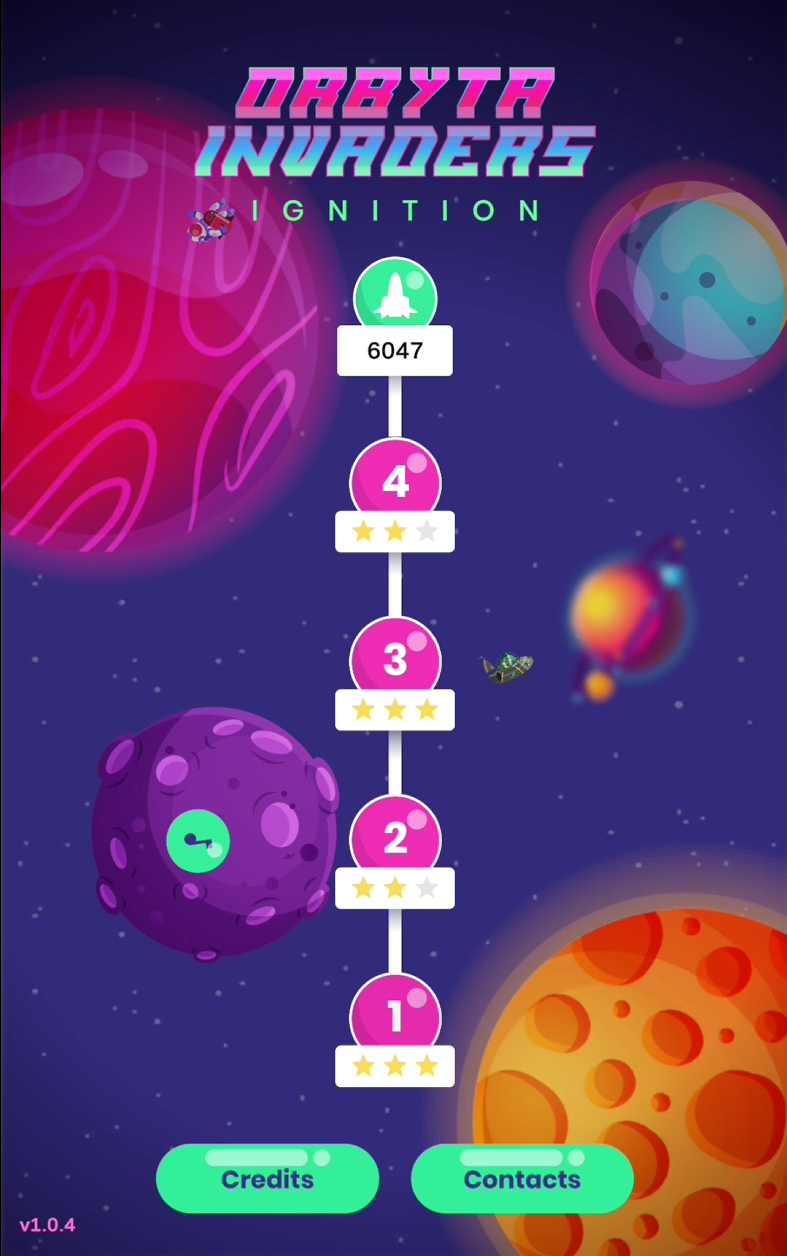 ORBYTA
INVADERS
IGNITION
6047
4
3
2
1
Credits
Contacts
v1.0.4